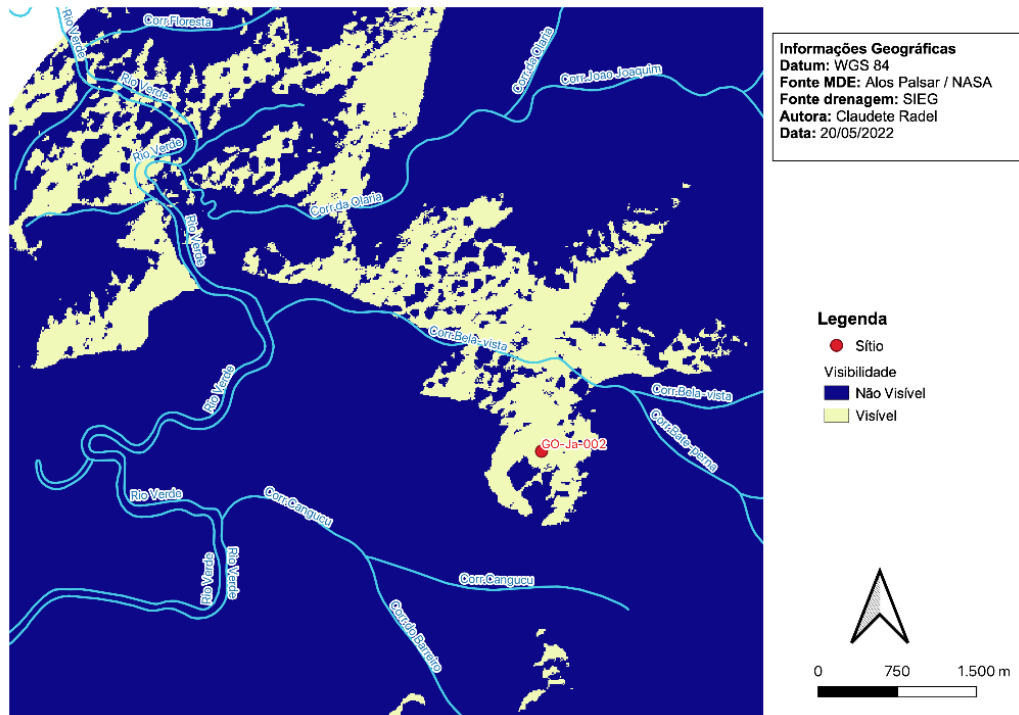 Corr.Floresta
Rio Verde
Rio Verde
Rio Verde
Rio Verde
Corr.da Olaria
Corr.Joao Joaquim
Corr.da Olaria
Corr.Bela-vista
Corr.Bela-vista
Corr.Bate-perna
Rio Verde
GO-Ja-002
Rio Verde
Corr.Cangucu
Rio Verde
Rio Verde
Corr.Cangucu
Corr.do Barreiro
Informações Geográficas
Datum: WGS 84
Fonte MDE: Alos Palsar / NASA
Fonte drenagem: SIEG
Autora: Claudete Radel
Data: 20/05/2022
Legenda
Sítio
Visibilidade
Não Visível
Visível
0 750 1.500 m